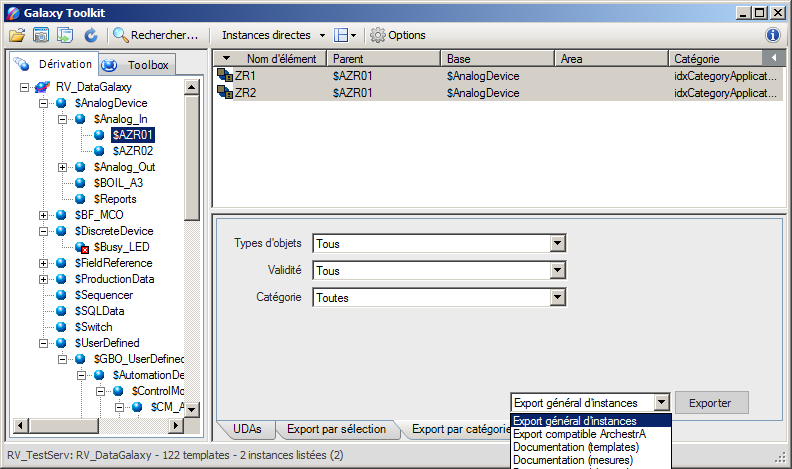 Galaxy Toolkit
Rechercher... Instances directes Options
Dérivation Toolbox
RV_DataGalaxy
$AnalogDevice
$Analog_In
$AZR01
$AZR02
$Analog_Out
$BOIL_A3
$Reports
$BF_MCO
$DiscreteDevice
$Busy_LED
$FieldReference
$ProductionData
$Sequencer
$SQLData
$Switch
$UserDefined
$GBO_UserDefined
$AutomationDe
$ControlMo
$CM_A
Nom d'élément Parent Base Area Catégorie
ZR1 $AZR01 $AnalogDevice idxCategoryApplicat...
ZR2 $AZR01 $AnalogDevice idxCategoryApplicat...
Types d'objets Tous
Validité Tous
Catégorie Toutes
Export général d'instances Exporter
Export général d'instances
Export compatible ArchestrA
Documentation (templates)
Documentation (mesures)
UDAs Export par sélection Export par catégorie
RV_TestServ: RV_DataGalaxy - 122 templates - 2 instances listées (2)